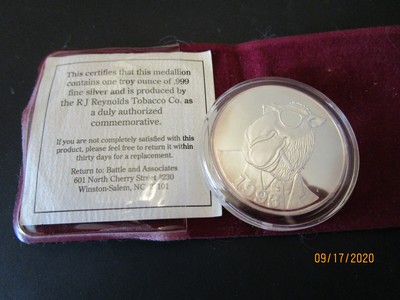 This certifies that this medallion
contains one troy ounce of .999
fine silver and is produced by
the RJ Reynolds Tobacco Co. as
a duly authorized
commemorative.
If you are not completely satisfied with this
product, please feel free to return it within
thirty days for a replacement.
Return to: Battle and Associates
601 North Cherry Street #230
Winston-Salem, NC 101
1993
09/17/2020